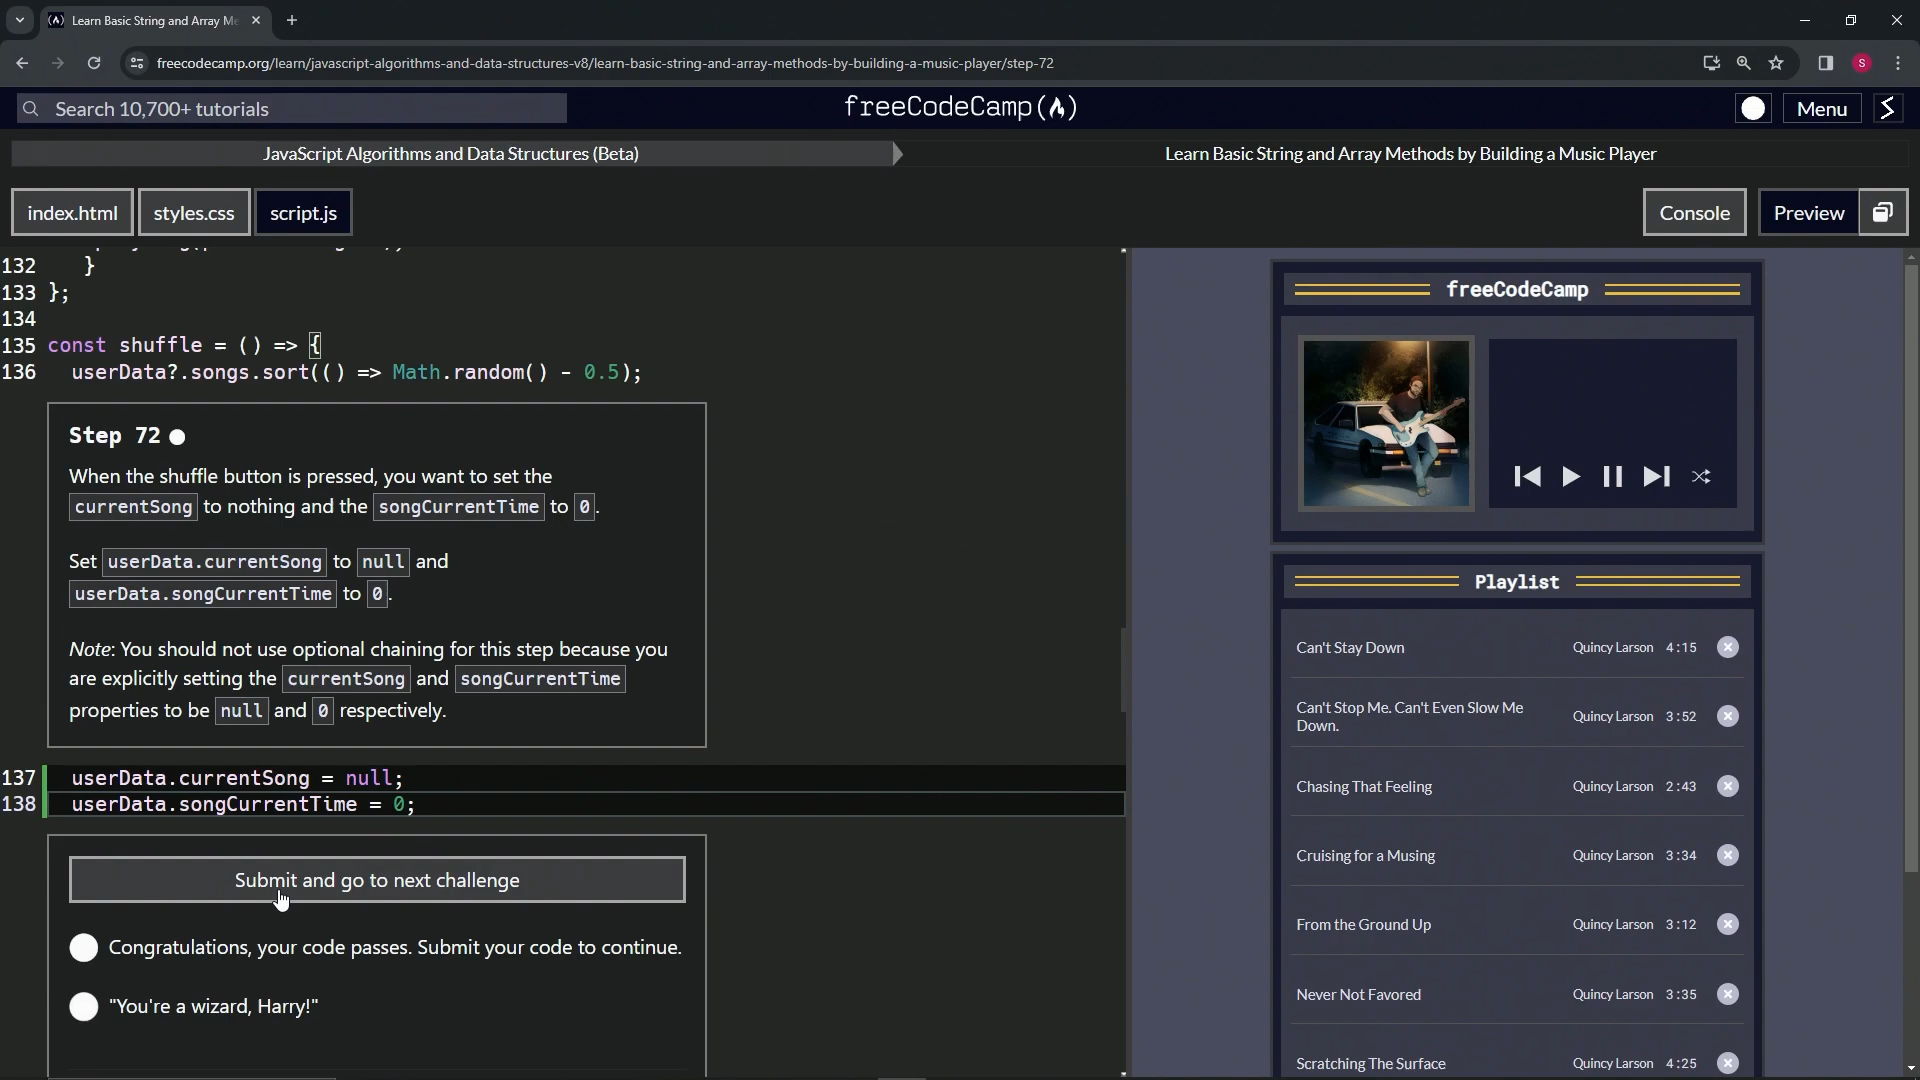 Learn Basic String and Array Me
freecodecamp.org/learn/javascript-algorithms-and-data-structures-v8/learn-basic-string-and-array-methods-by-building-a-music-player/step-72
S
Search 10,700+ tutorials
freeCodeCamp(🔥)
Menu
JavaScript Algorithms and Data Structures (Beta)
Learn Basic String and Array Methods by Building a Music Player
index.html
styles.css
script.js
Console
Preview
132 }
133 };
134
135 const shuffle = () => {
136 userData?.songs.sort(() => Math.random() - 0.5);
Step 72
When the shuffle button is pressed, you want to set the
currentSong to nothing and the songCurrentTime to 0.
Set userData.currentSong to null and
userData.songCurrentTime to 0.
Note: You should not use optional chaining for this step because you
are explicitly setting the currentSong and songCurrentTime
properties to be null and 0 respectively.
137 userData.currentSong = null;
138 userData.songCurrentTime = 0;
Submit and go to next challenge
Congratulations, your code passes. Submit your code to continue.
"You're a wizard, Harry!"
freeCodeCamp
Playlist
Can't Stay Down Quincy Larson 4:15
Can't Stop Me. Can't Even Slow Me
Down. Quincy Larson 3:52
Chasing That Feeling Quincy Larson 2:43
Cruising for a Musing Quincy Larson 3:34
From the Ground Up Quincy Larson 3:12
Never Not Favored Quincy Larson 3:35
Scratching The Surface Quincy Larson 4:25